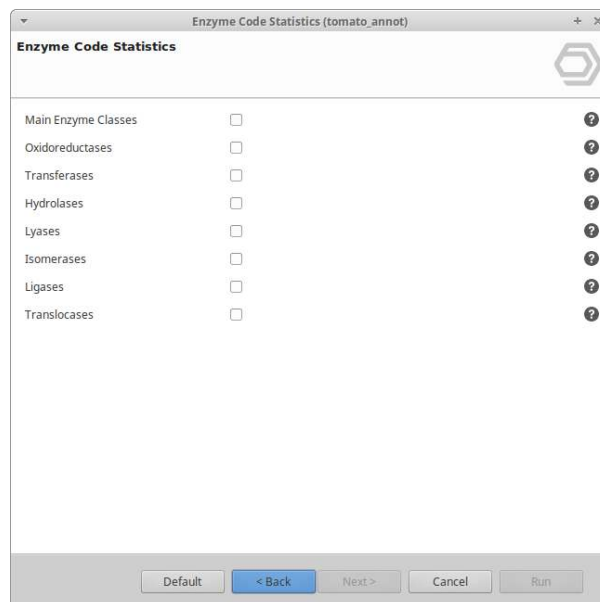 Enzyme Code Statistics (tomato_annot)
Enzyme Code Statistics
Main Enzyme Classes
Oxidoreductases
Transferases
Hydrolases
Lyases
Isomerases
Ligases
Translocases
Default < Back Next > Cancel Run